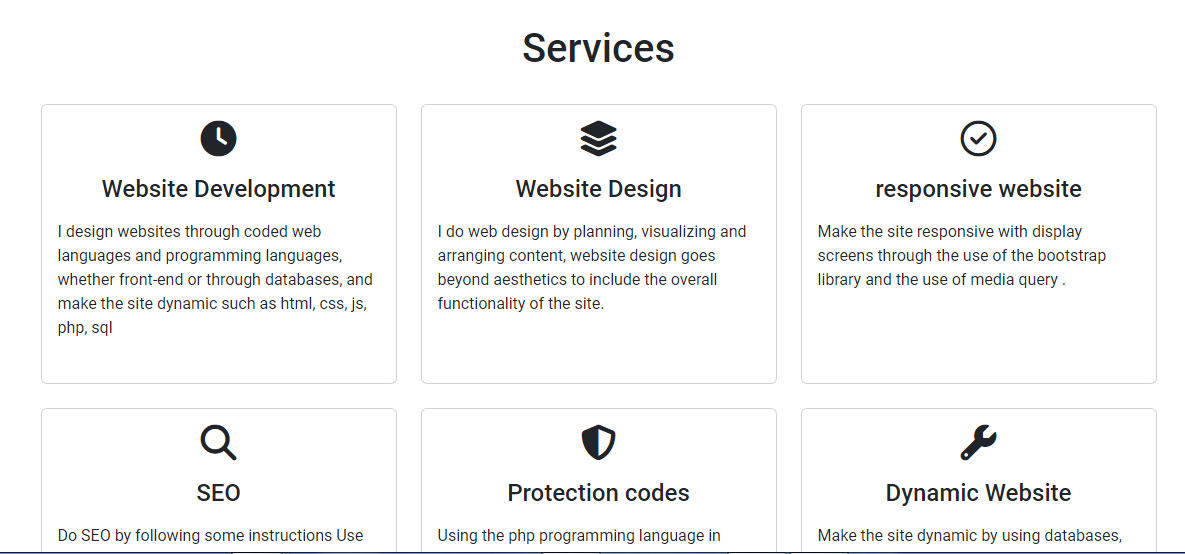 Services
Website Development
I design websites through coded web
languages and programming languages,
whether front-end or through databases, and
make the site dynamic such as html, css, js,
php, sql
Website Design
I do web design by planning, visualizing and
arranging content, website design goes
beyond aesthetics to include the overall
functionality of the site.
responsive website
Make the site responsive with display
screens through the use of the bootstrap
library and the use of media query .
SEO
Do SEO by following some instructions Use
Protection codes
Using the php programming language in
Dynamic Website
Make the site dynamic by using databases,